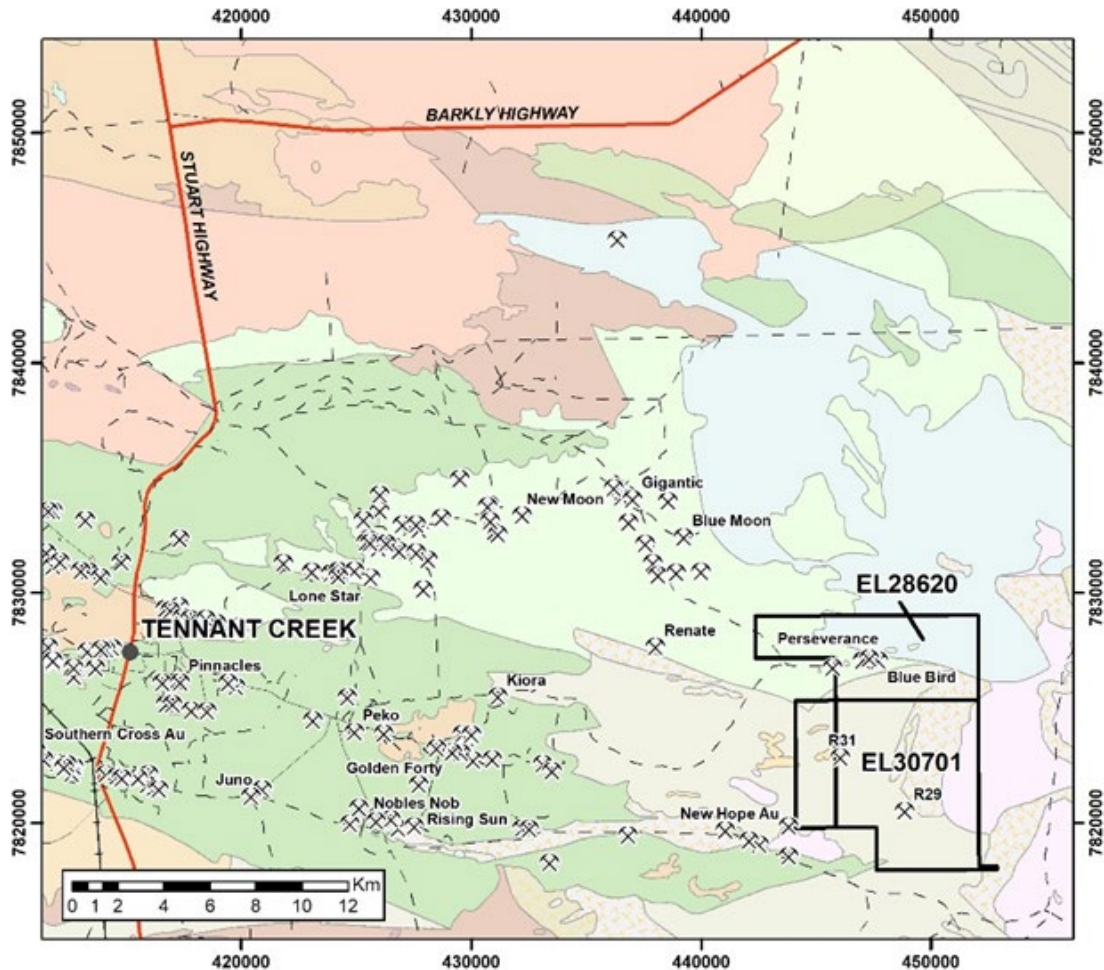 420000
430000
440000
450000
7850000
7850000
BARKLY HIGHWAY
STUART HIGHWAY
7840000
7840000
Gigantic
New Moon
Blue Moon
7830000
7830000
Lone Star
EL28620
TENNANT CREEK
Renate
Perseverance
Pinnacles
Blue Bird
Kiora
Peko
Southern Cross Au
R31
EL30701
Golden Forty
Juno
R29
Nobles Nob
New Hope Au
Rising Sun
7820000
7820000
Km
0 1 2 4 6 8 10 12
420000
430000
440000
450000